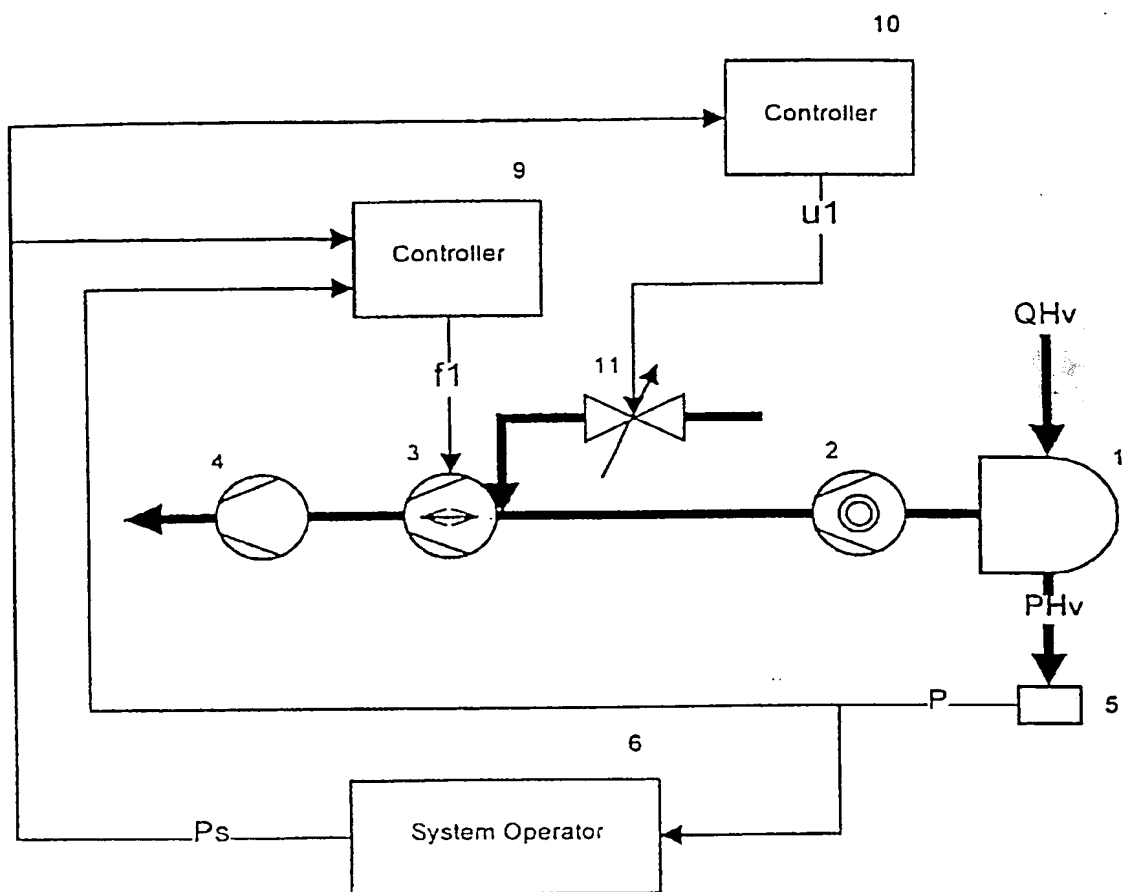 10
Controller
9
u1
Controller
QHv
11
f1
4
3
2
1
PHv
P
5
6
Ps
System Operator